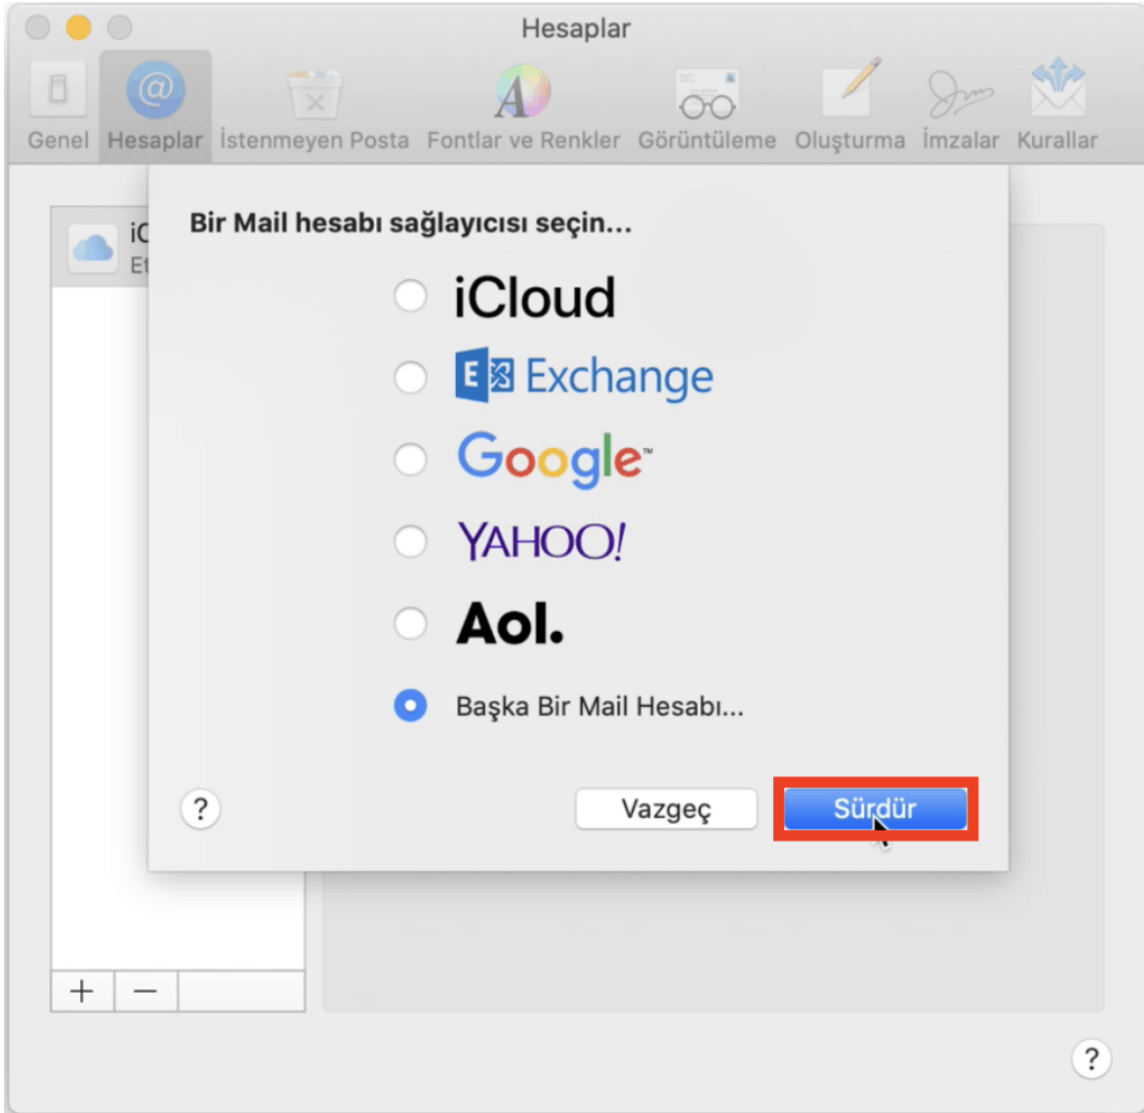 Hesaplar
Genel Hesaplar İstenmeyen Posta Fontlar ve Renkler Görüntüleme Oluşturma İmzalar Kurallar
Bir Mail hesabı sağlayıcısı seçin...
iCloud
E Exchange
Google™
YAHOO!
Aol.
Başka Bir Mail Hesabı...
? Vazgeç Sürdür
+ −
?